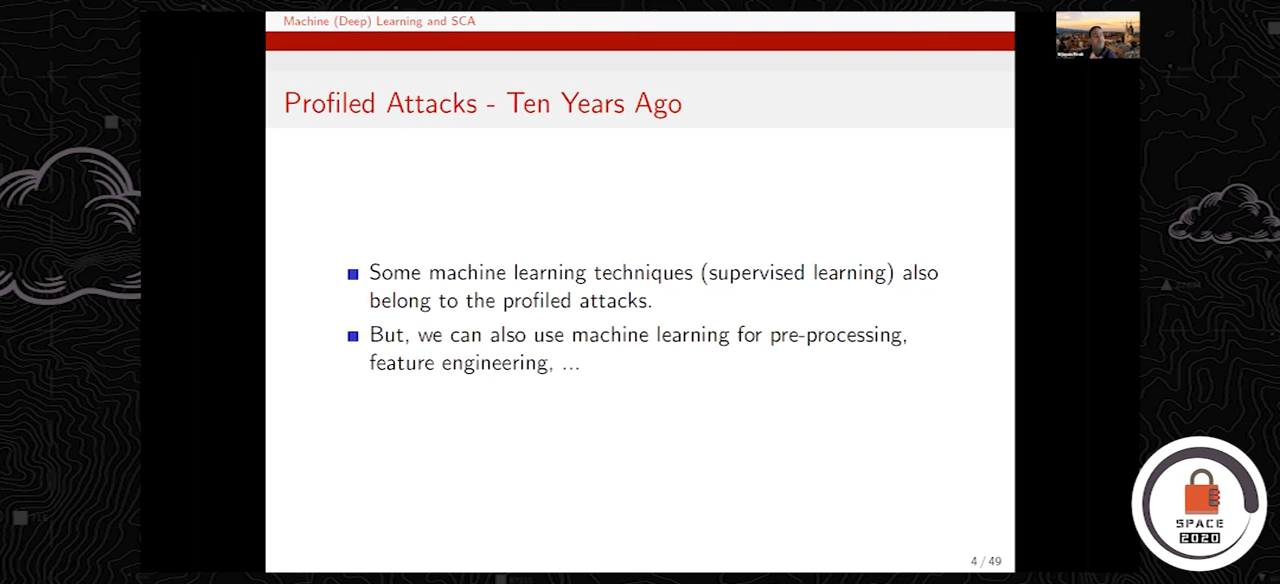 Machine (Deep) Learning and SCA
Profiled Attacks - Ten Years Ago
Some machine learning techniques (supervised learning) also
belong to the profiled attacks.
But, we can also use machine learning for pre-processing,
feature engineering, ...
4 / 49
SPACE
2020